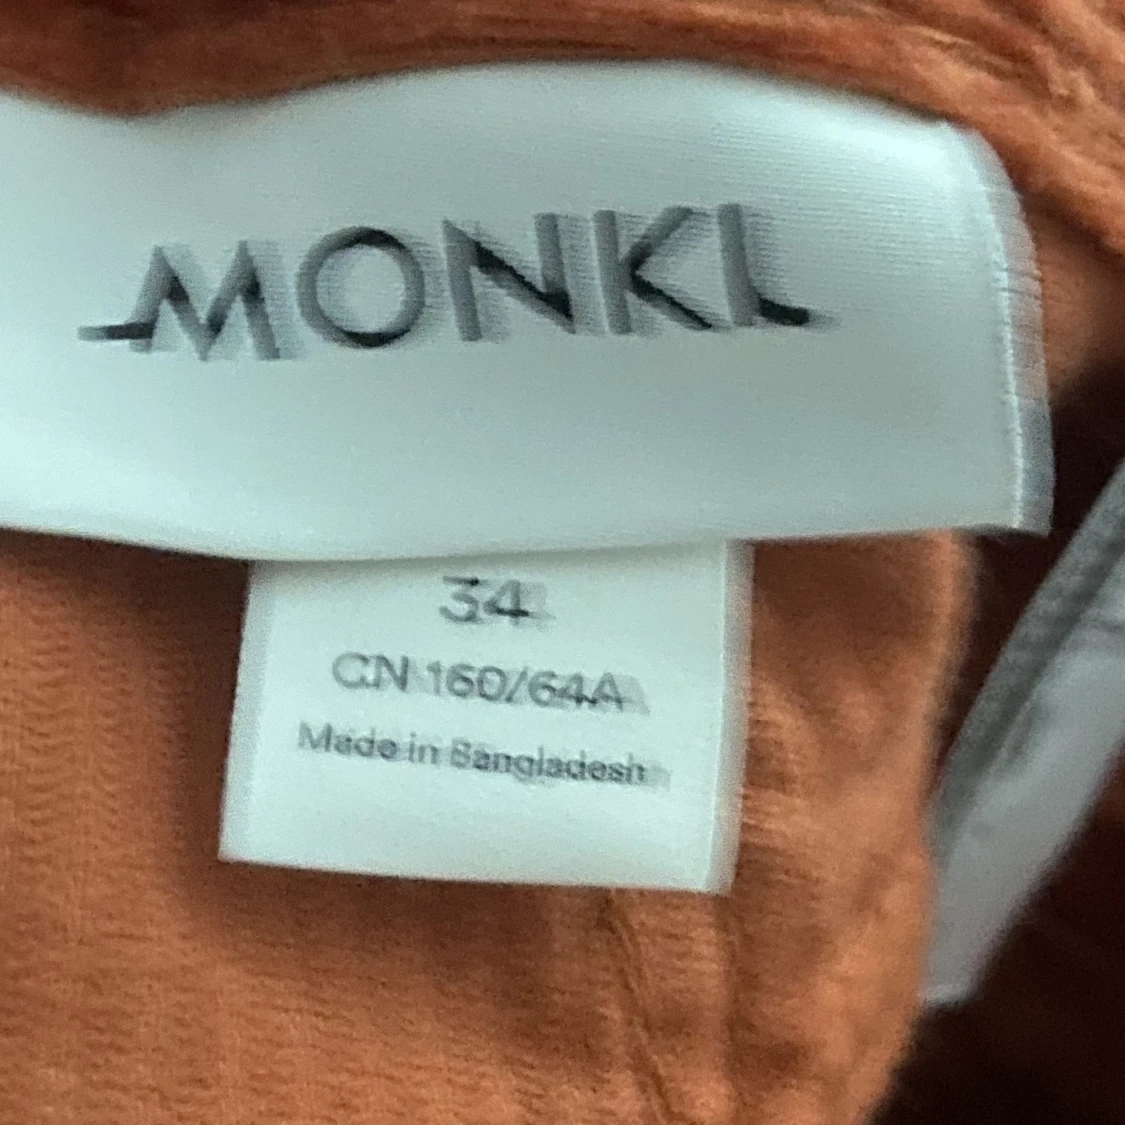 MONKI
34
CN 160/64A
Made in Bangladesh